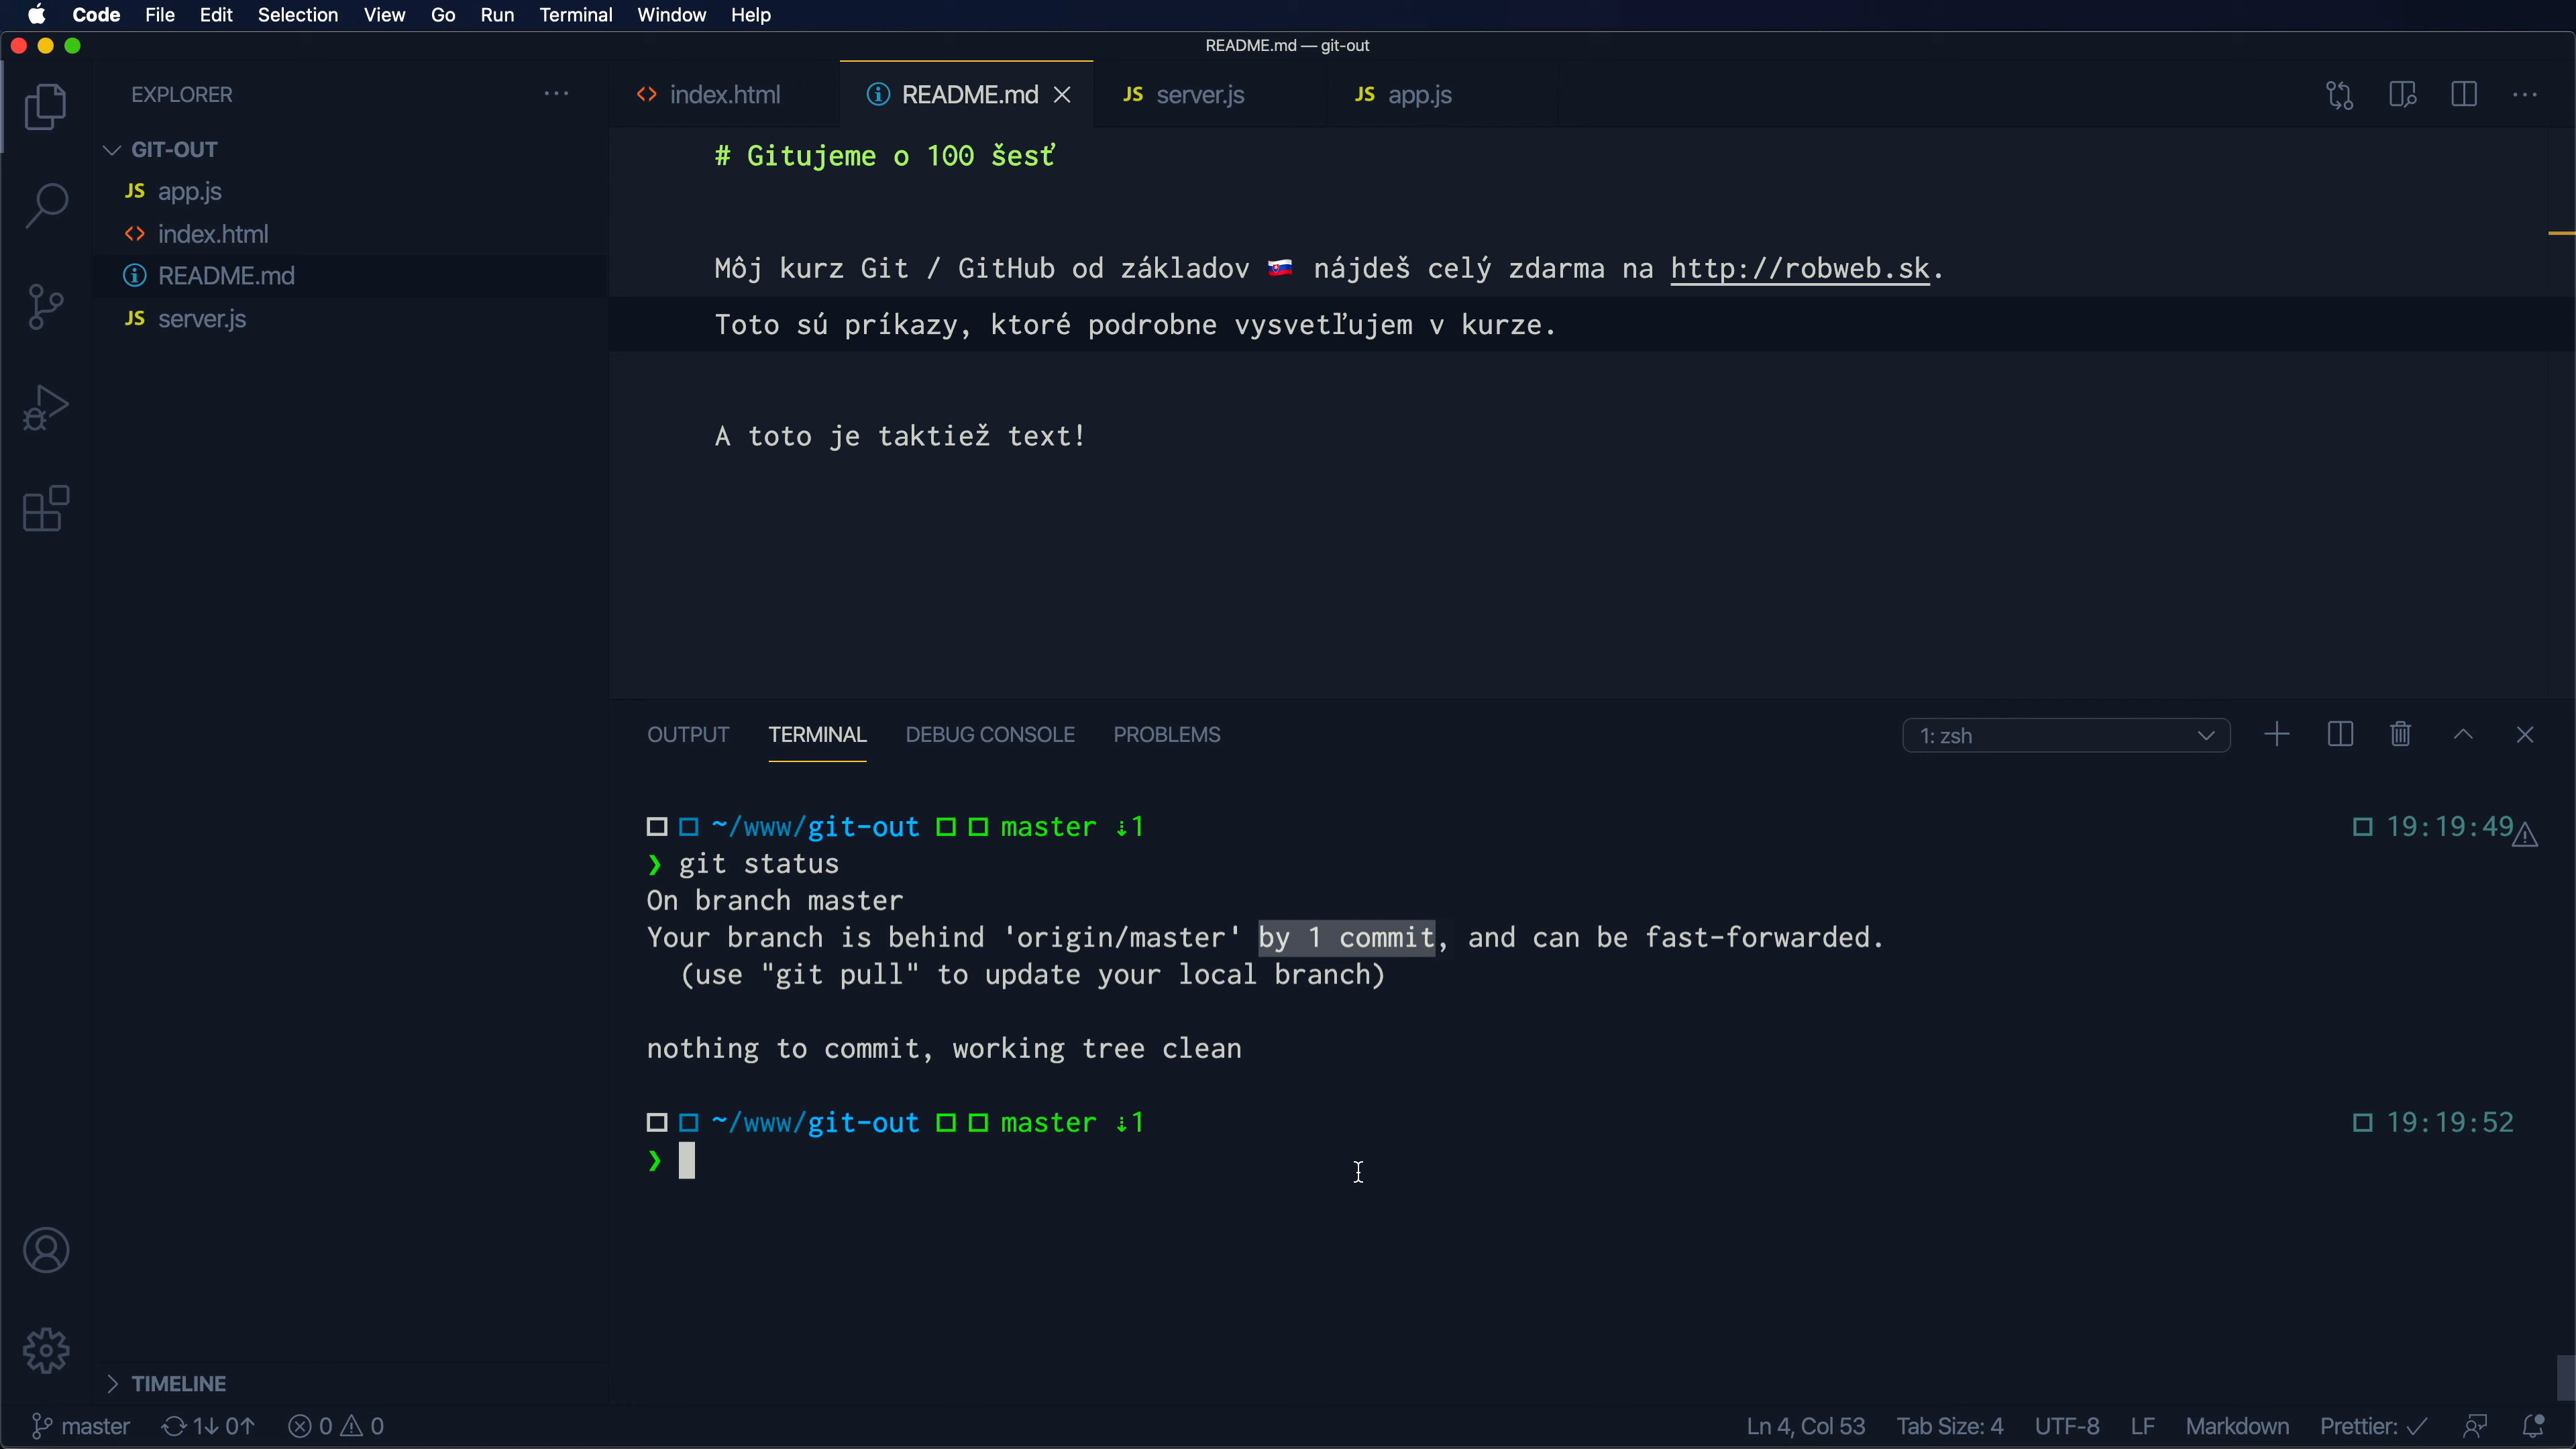 Code File Edit Selection View Go Run Terminal Window Help
README.md — git-out
EXPLORER
GIT-OUT
JS app.js
<> index.html
README.md
JS server.js
TIMELINE
<> index.html README.md JS server.js JS app.js
# Gitujeme o 100 šesť
Môj kurz Git / GitHub od základov 🇸🇰 nájdeš celý zdarma na http://robweb.sk.
Toto sú príkazy, ktoré podrobne vysvetľujem v kurze.
A toto je taktiež text!
OUTPUT TERMINAL DEBUG CONSOLE PROBLEMS 1: zsh
~/www/git-out master ⇣1 19:19:49
❯ git status
On branch master
Your branch is behind 'origin/master' by 1 commit, and can be fast-forwarded.
(use "git pull" to update your local branch)
nothing to commit, working tree clean
~/www/git-out master ⇣1 19:19:52
❯
master 1↓ 0↑ 0 0 Ln 4, Col 53 Tab Size: 4 UTF-8 LF Markdown Prettier: ✓